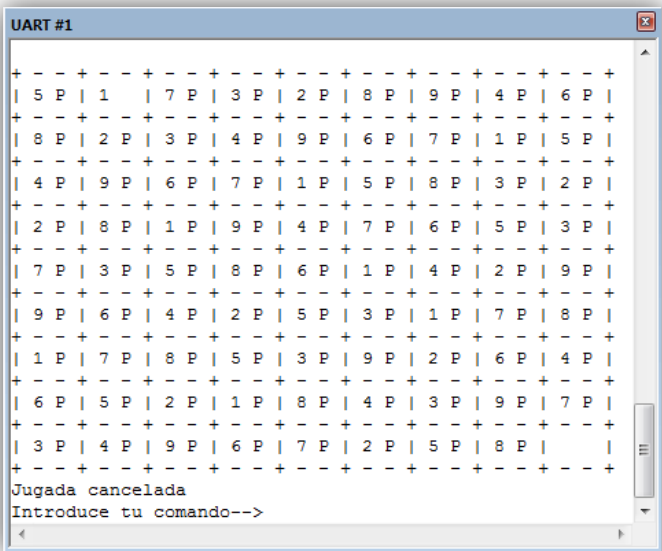 UART #1
+ - - + - - + - - + - - + - - + - - + - - + - - + - - +
| 5 P | 1   | 7 P | 3 P | 2 P | 8 P | 9 P | 4 P | 6 P |
+ - - + - - + - - + - - + - - + - - + - - + - - + - - +
| 8 P | 2 P | 3 P | 4 P | 9 P | 6 P | 7 P | 1 P | 5 P |
+ - - + - - + - - + - - + - - + - - + - - + - - + - - +
| 4 P | 9 P | 6 P | 7 P | 1 P | 5 P | 8 P | 3 P | 2 P |
+ - - + - - + - - + - - + - - + - - + - - + - - + - - +
| 2 P | 8 P | 1 P | 9 P | 4 P | 7 P | 6 P | 5 P | 3 P |
+ - - + - - + - - + - - + - - + - - + - - + - - + - - +
| 7 P | 3 P | 5 P | 8 P | 6 P | 1 P | 4 P | 2 P | 9 P |
+ - - + - - + - - + - - + - - + - - + - - + - - + - - +
| 9 P | 6 P | 4 P | 2 P | 5 P | 3 P | 1 P | 7 P | 8 P |
+ - - + - - + - - + - - + - - + - - + - - + - - + - - +
| 1 P | 7 P | 8 P | 5 P | 3 P | 9 P | 2 P | 6 P | 4 P |
+ - - + - - + - - + - - + - - + - - + - - + - - + - - +
| 6 P | 5 P | 2 P | 1 P | 8 P | 4 P | 3 P | 9 P | 7 P |
+ - - + - - + - - + - - + - - + - - + - - + - - + - - +
| 3 P | 4 P | 9 P | 6 P | 7 P | 2 P | 5 P | 8 P |     |
+ - - + - - + - - + - - + - - + - - + - - + - - + - - +
Jugada cancelada
Introduce tu comando-->